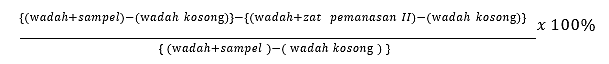 {(wadah+sampel)−(wadah kosong)}−{(wadah+zat pemanasan II)−(wadah kosong)} x 100%
{ (wadah+sampel )−( wadah kosong ) }